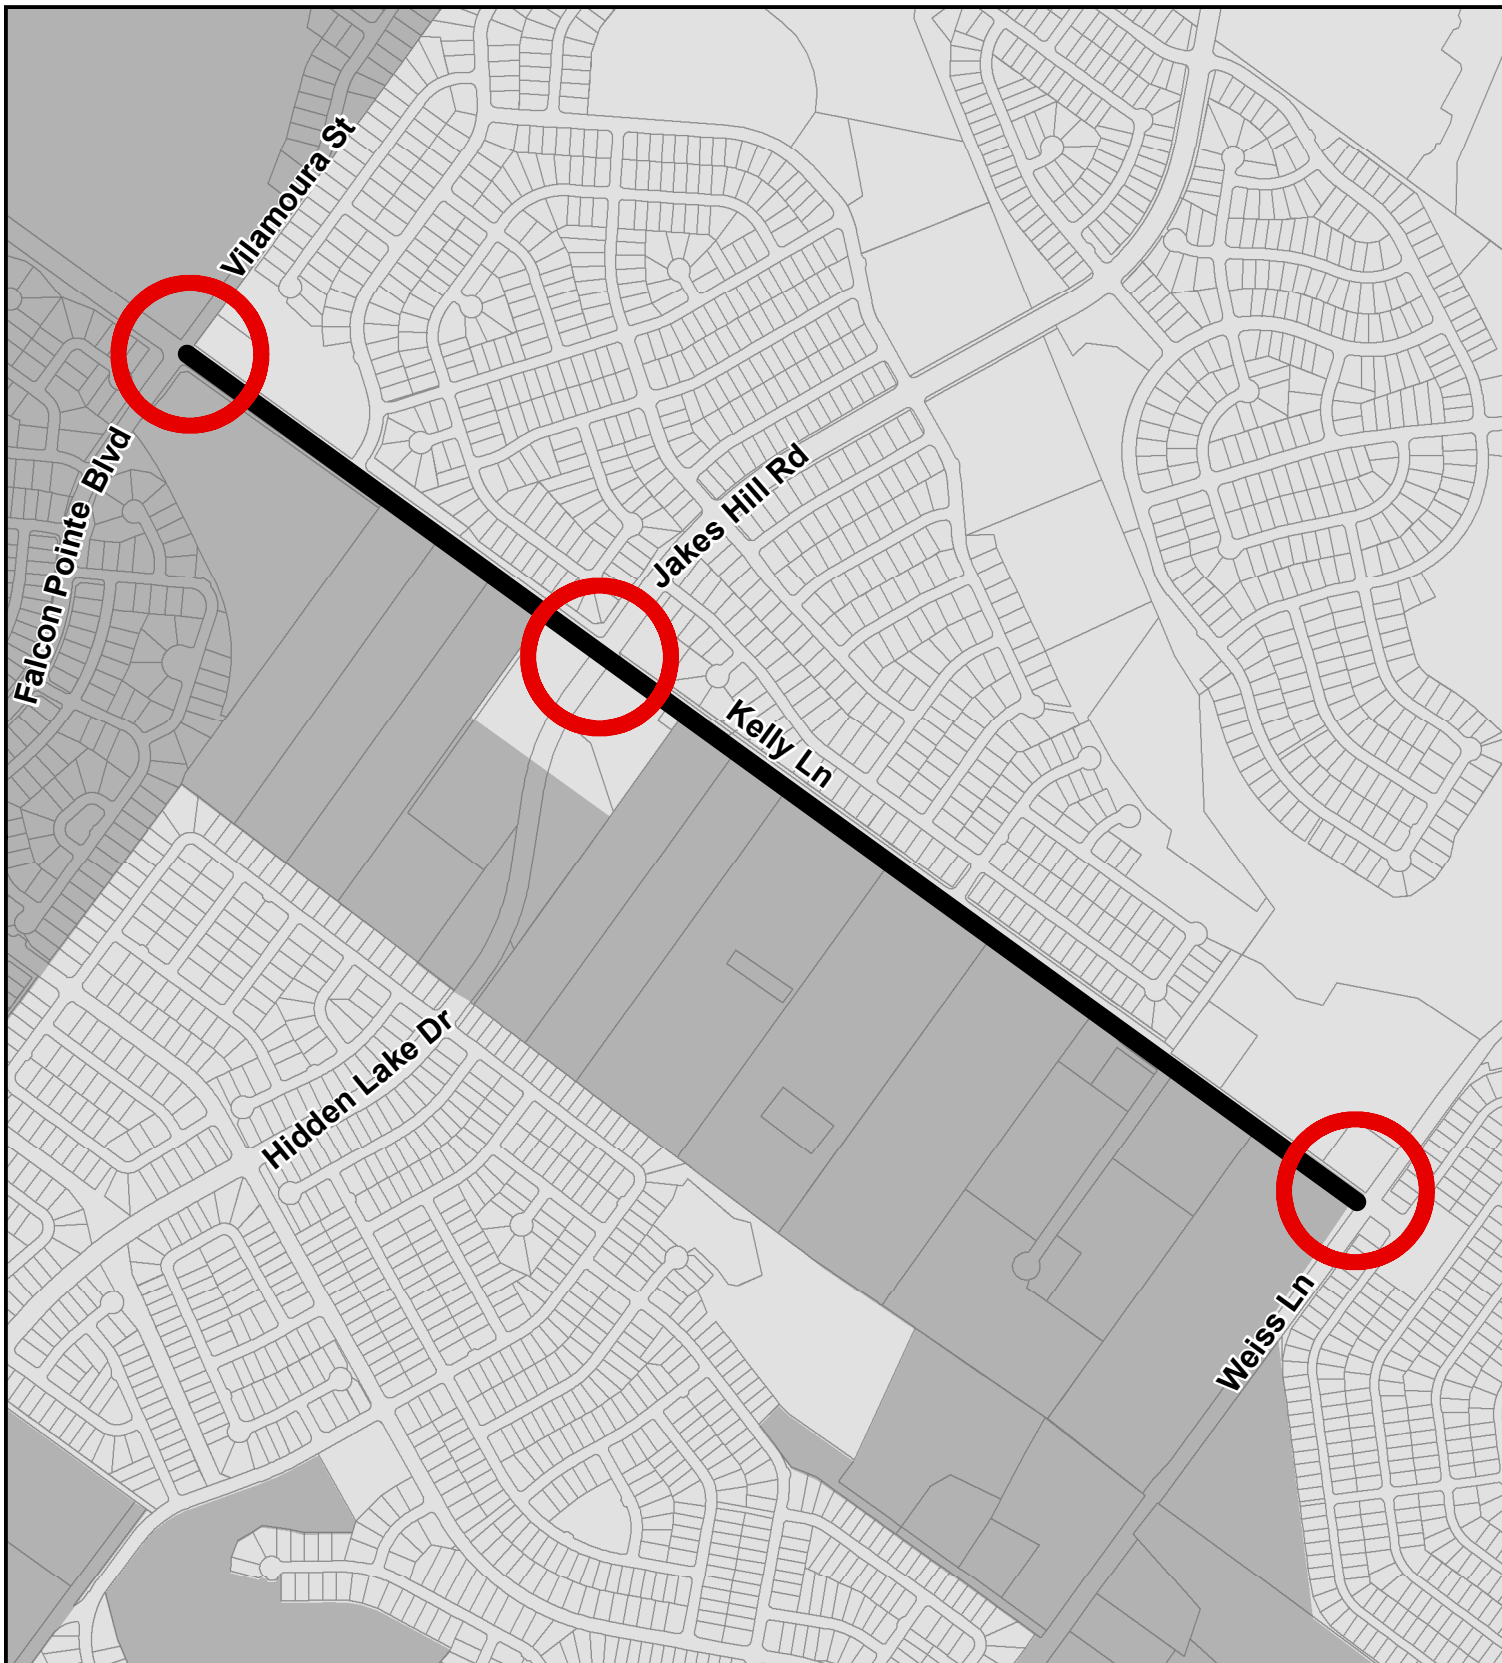 Vilamoura St
Falcon Pointe Blvd
Jakes Hill Rd
Kelly Ln
Hidden Lake Dr
Weiss Ln